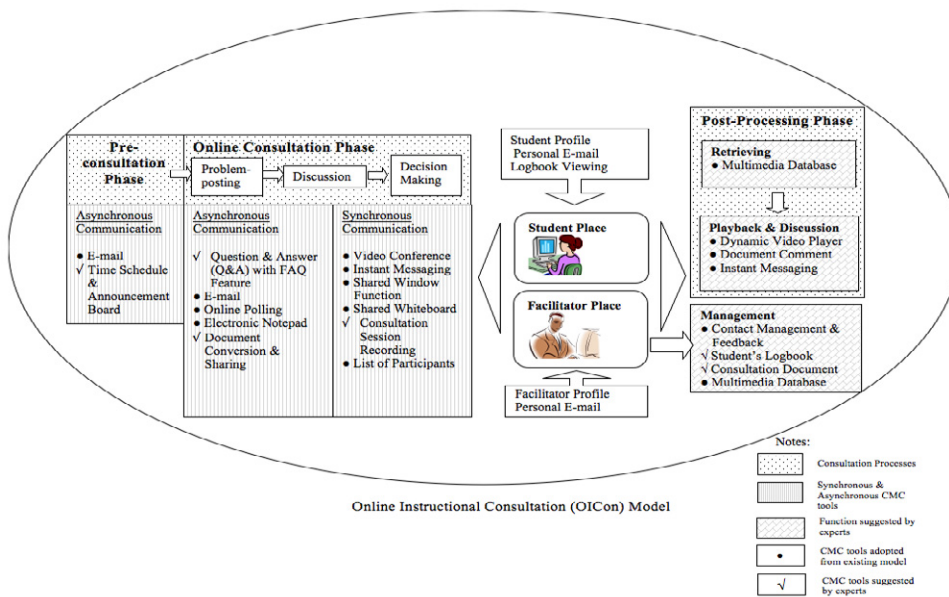 Pre-
consultation
Phase
Online Consultation Phase
Problem-
posting
Discussion
Decision
Making
Asynchronous
Communication
● E-mail
√ Time Schedule
&
Announcement
Board
Asynchronous
Communication
√ Question & Answer
(Q&A) with FAQ
Feature
● E-mail
● Online Polling
● Electronic Notepad
√ Document
Conversion &
Sharing
Synchronous
Communication
● Video Conference
● Instant Messaging
● Shared Window
Function
● Shared Whiteboard
√ Consultation
Session
Recording
● List of Participants
Student Profile
Personal E-mail
Logbook Viewing
Student Place
Facilitator Place
Facilitator Profile
Personal E-mail
Post-Processing Phase
Retrieving
● Multimedia Database
Playback & Discussion
● Dynamic Video Player
● Document Comment
● Instant Messaging
Management
● Contact Management &
Feedback
√ Student's Logbook
√ Consultation Document
● Multimedia Database
Online Instructional Consultation (OICon) Model
Notes:
Consultation Processes
Synchronous &
Asynchronous CMC
tools
Function suggested by
experts
● CMC tools adopted
from existing model
√ CMC tools suggested
by experts